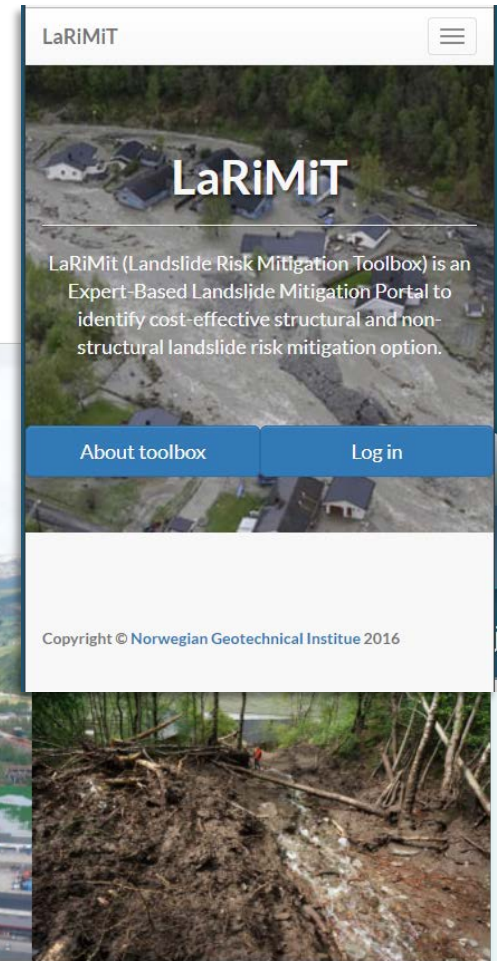 LaRiMiT
LaRiMiT
LaRiMit (Landslide Risk Mitigation Toolbox) is an
Expert-Based Landslide Mitigation Portal to
identify cost-effective structural and non-
structural landslide risk mitigation option.
About toolbox
Log in
Copyright © Norwegian Geotechnical Institue 2016